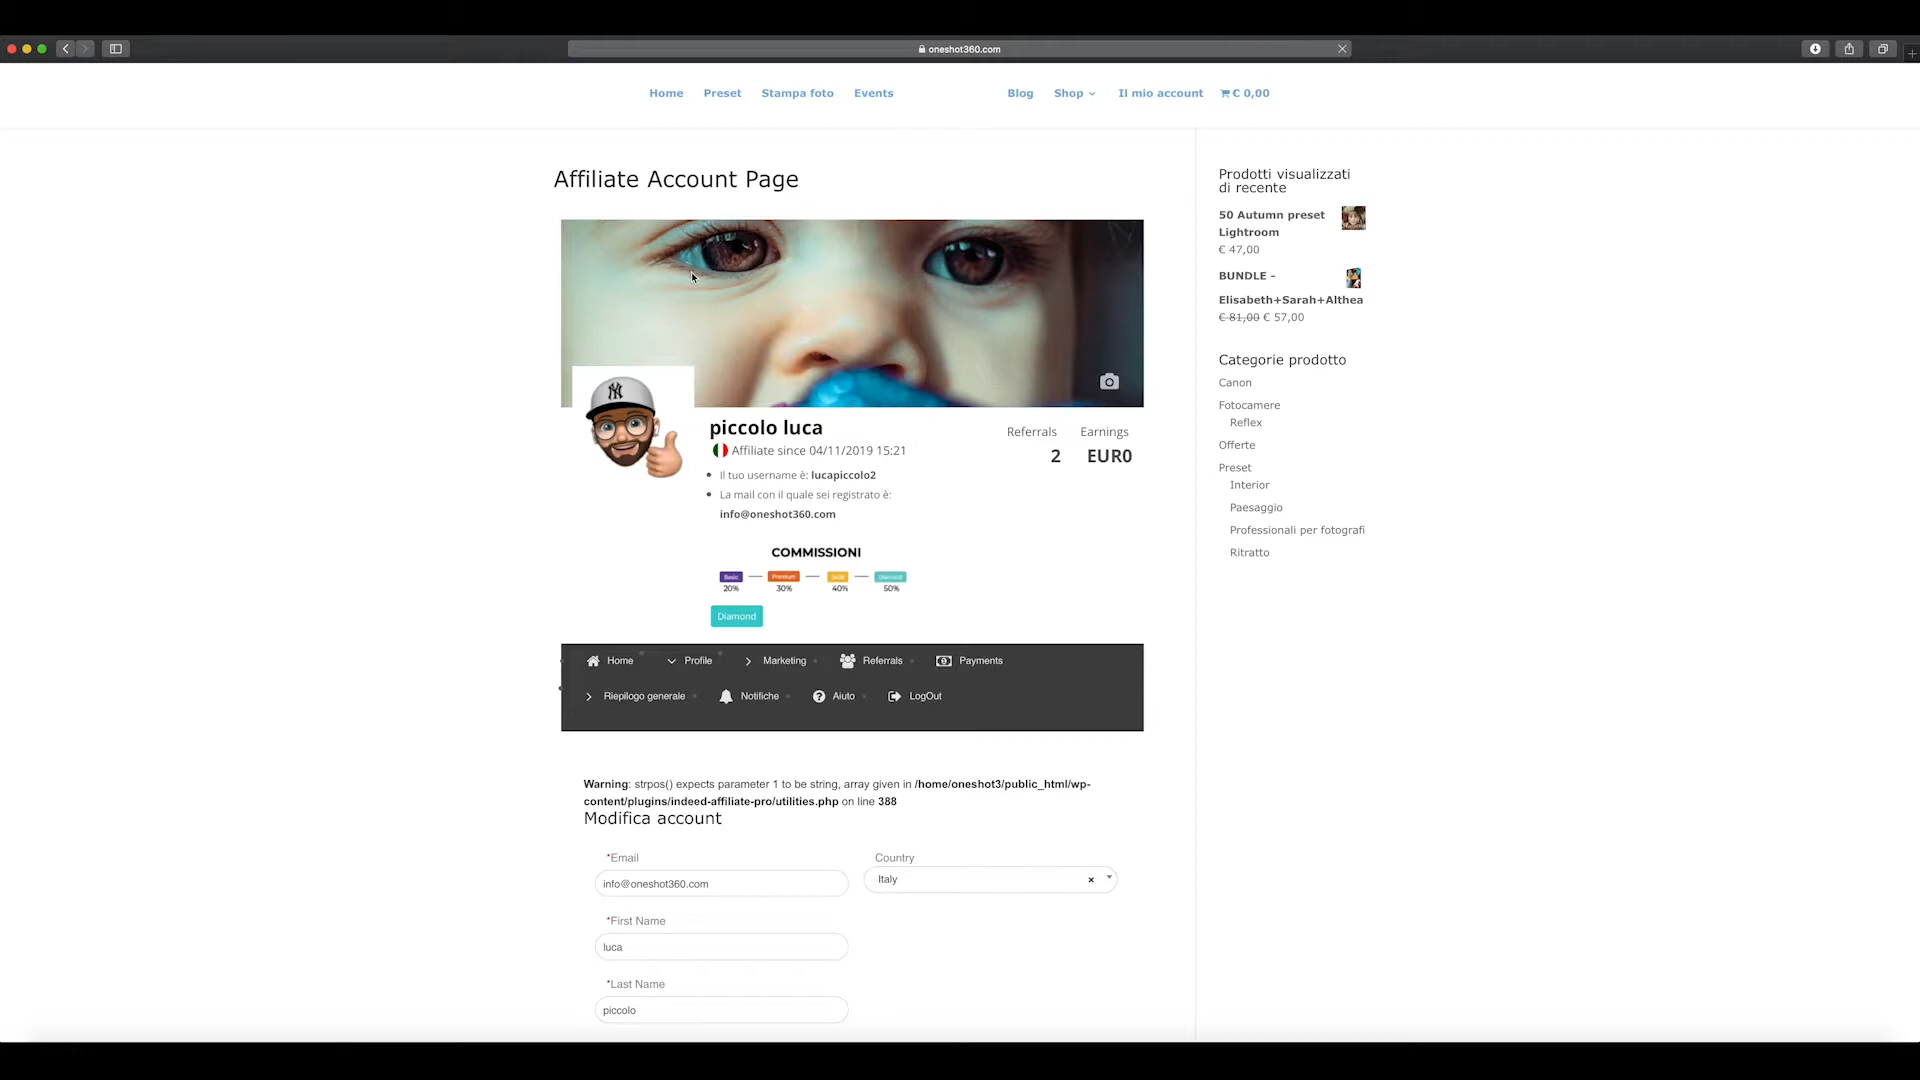 oneshot360.com
Home Preset Stampa foto Events Blog Shop Il mio account € 0,00
Affiliate Account Page
piccolo luca
Affiliate since 04/11/2019 15:21
Referrals Earnings
2 EUR0
Il tuo username è: lucapiccolo2
La mail con il quale sei registrato è:
info@oneshot360.com
COMMISSIONI
Basic Premium Gold Diamond
20% 30% 40% 50%
Diamond
Home Profile Marketing Referrals Payments
Riepilogo generale Notifiche Aiuto LogOut
Warning: strpos() expects parameter 1 to be string, array given in /home/oneshot3/public_html/wp-
content/plugins/indeed-affiliate-pro/utilities.php on line 388
Modifica account
*Email Country
info@oneshot360.com Italy ×
*First Name
luca
*Last Name
piccolo
Prodotti visualizzati
di recente
50 Autumn preset
Lightroom
€ 47,00
BUNDLE -
Elisabeth+Sarah+Althea
€ 81,00 € 57,00
Categorie prodotto
Canon
Fotocamere
Reflex
Offerte
Preset
Interior
Paesaggio
Professionali per fotografi
Ritratto